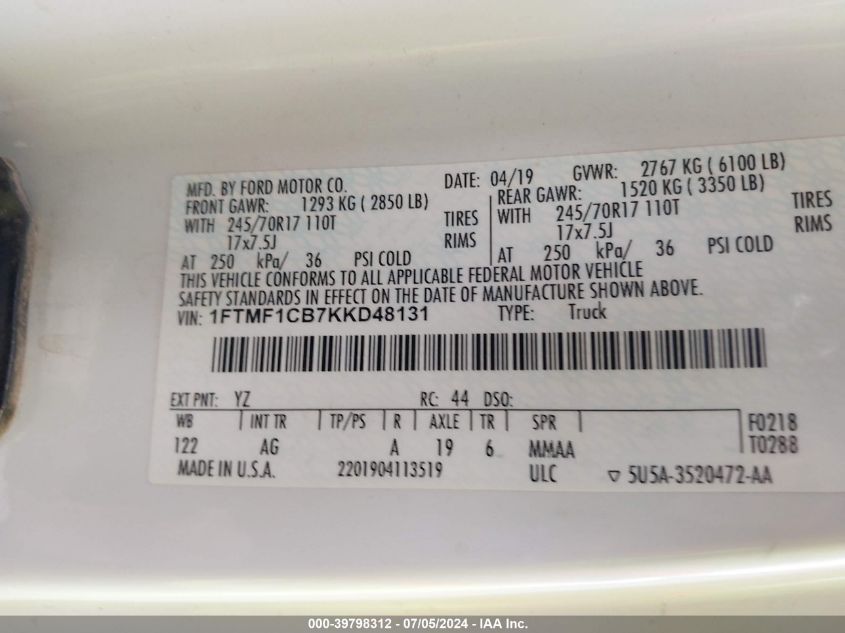 MFD. BY FORD MOTOR CO. DATE: 04/19 GVWR: 2767 KG ( 6100 LB)
FRONT GAWR: 1293 KG ( 2850 LB) REAR GAWR: 1520 KG ( 3350 LB)
WITH 245/70R17 110T TIRES WITH 245/70R17 110T TIRES
17x7.5J RIMS 17x7.5J RIMS
AT 250 kPa/ 36 PSI COLD AT 250 kPa/ 36 PSI COLD
THIS VEHICLE CONFORMS TO ALL APPLICABLE FEDERAL MOTOR VEHICLE
SAFETY STANDARDS IN EFFECT ON THE DATE OF MANUFACTURE SHOWN ABOVE.
VIN: 1FTMF1CB7KKD48131 TYPE: Truck
EXT PNT: YZ RC: 44 DSO:
WB INT TR TP/PS R AXLE TR SPR F0218
122 AG A 19 6 MMAA T0288
MADE IN U.S.A. 2201904113519 ULC ▽ 5U5A-3520472-AA
000-39798312 - 07/05/2024 - IAA Inc.